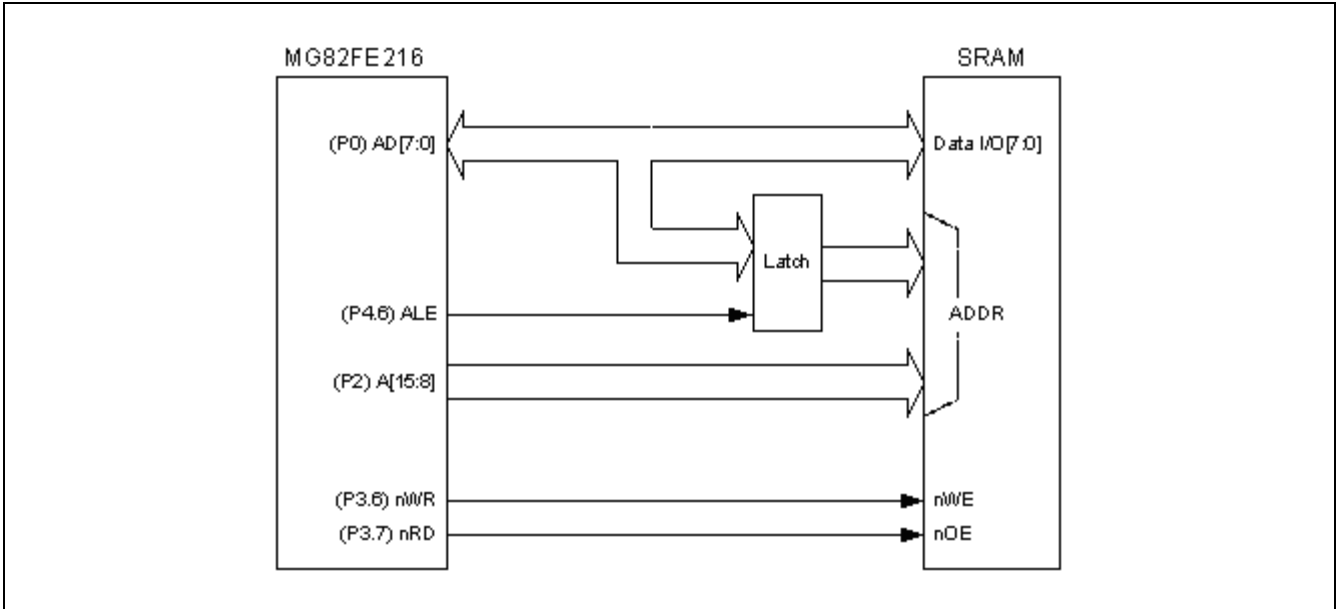 MG82FE216
SRAM
(P0) AD[7:0]
Data I/O[7:0]
Latch
(P4.6) ALE
ADDR
(P2) A[15:8]
(P3.6) nWR
nWE
(P3.7) nRD
nOE